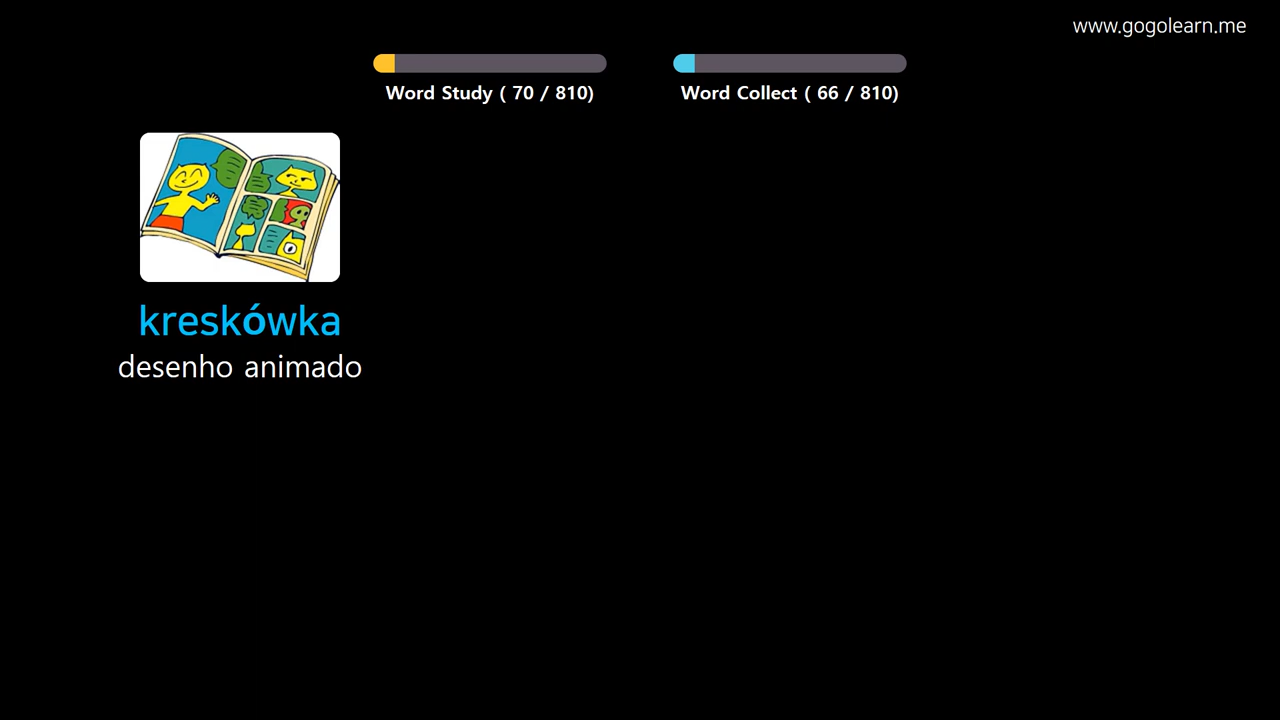 www.gogolearn.me
Word Study ( 70 / 810)
Word Collect ( 66 / 810)
kreskówka
desenho animado